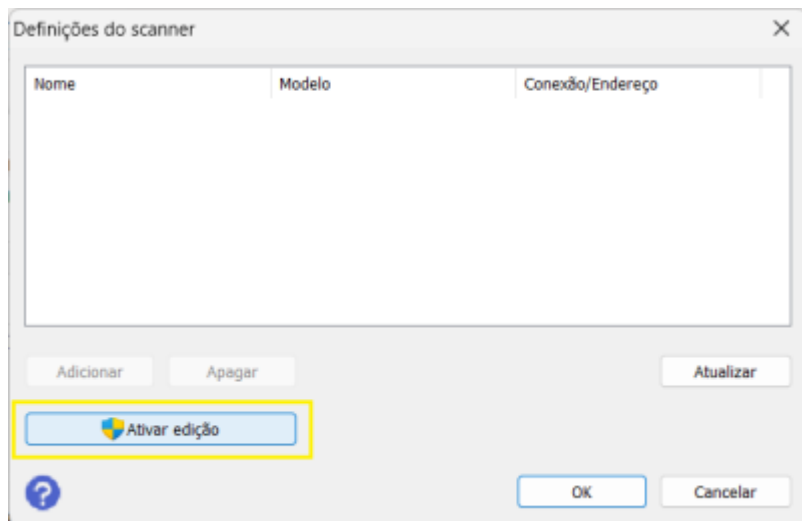 Definições do scanner
Nome Modelo Conexão/Endereço
Adicionar Apagar Atualizar
Ativar edição
? OK Cancelar